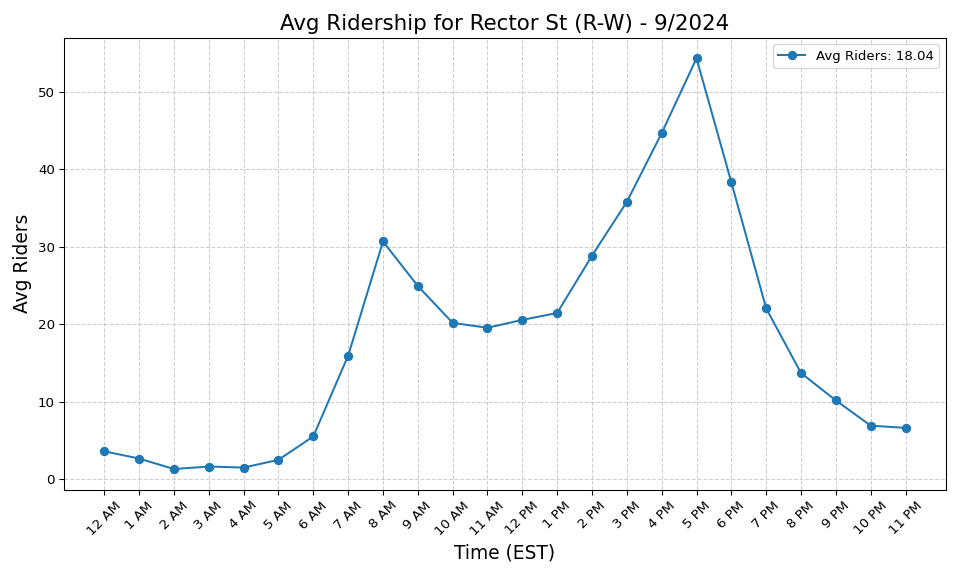 Avg Ridership for Rector St (R-W) - 9/2024
Avg Riders: 18.04
Avg Riders
50
40
30
20
10
0
12 AM
1 AM
2 AM
3 AM
4 AM
5 AM
6 AM
7 AM
8 AM
9 AM
10 AM
11 AM
12 PM
1 PM
2 PM
3 PM
4 PM
5 PM
6 PM
7 PM
8 PM
9 PM
10 PM
11 PM
Time (EST)